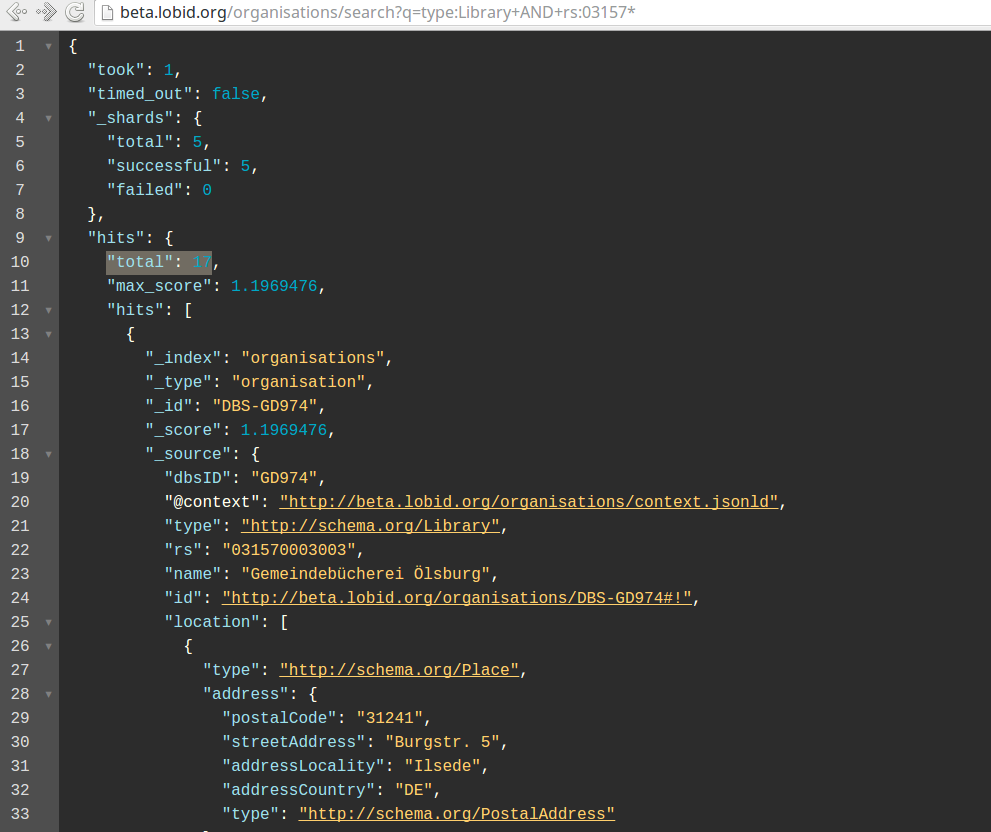 beta.lobid.org/organisations/search?q=type:Library+AND+rs:03157*
1 {
2 "took": 1,
3 "timed_out": false,
4 "_shards": {
5 "total": 5,
6 "successful": 5,
7 "failed": 0
8 },
9 "hits": {
10 "total": 17,
11 "max_score": 1.1969476,
12 "hits": [
13 {
14 "_index": "organisations",
15 "_type": "organisation",
16 "_id": "DBS-GD974",
17 "_score": 1.1969476,
18 "_source": {
19 "dbsID": "GD974",
20 "@context": "http://beta.lobid.org/organisations/context.jsonld",
21 "type": "http://schema.org/Library",
22 "rs": "031570003003",
23 "name": "Gemeindebücherei Ölsburg",
24 "id": "http://beta.lobid.org/organisations/DBS-GD974#!",
25 "location": [
26 {
27 "type": "http://schema.org/Place",
28 "address": {
29 "postalCode": "31241",
30 "streetAddress": "Burgstr. 5",
31 "addressLocality": "Ilsede",
32 "addressCountry": "DE",
33 "type": "http://schema.org/PostalAddress"